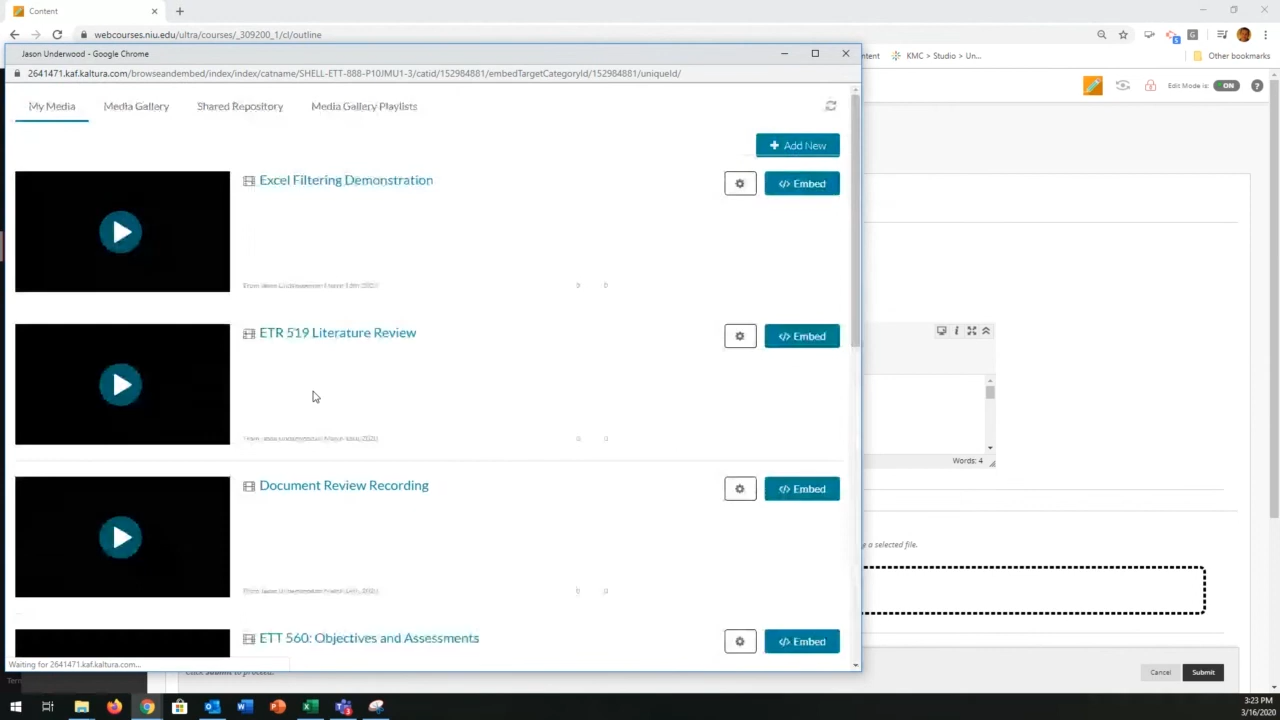 Content
webcourses.niu.edu/ultra/courses/_309200_1/cl/outline
KMC > Studio > Un...
Other bookmarks
Jason Underwood - Google Chrome
2641471.kaf.kaltura.com/browseandembed/index/index/catname/SHELL-ETT-888-P10JMU1-3/catid/152984881/embedTargetCategoryId/152984881/uniqueId/
Edit Mode is: ON
My Media Media Gallery Shared Repository Media Gallery Playlists
+ Add New
Excel Filtering Demonstration
</> Embed
ETR 519 Literature Review
</> Embed
Document Review Recording
</> Embed
Words: 4
g a selected file.
ETT 560: Objectives and Assessments
</> Embed
Waiting for 2641471.kaf.kaltura.com...
Click Submit to proceed.
Cancel Submit
3:23 PM
3/16/2020